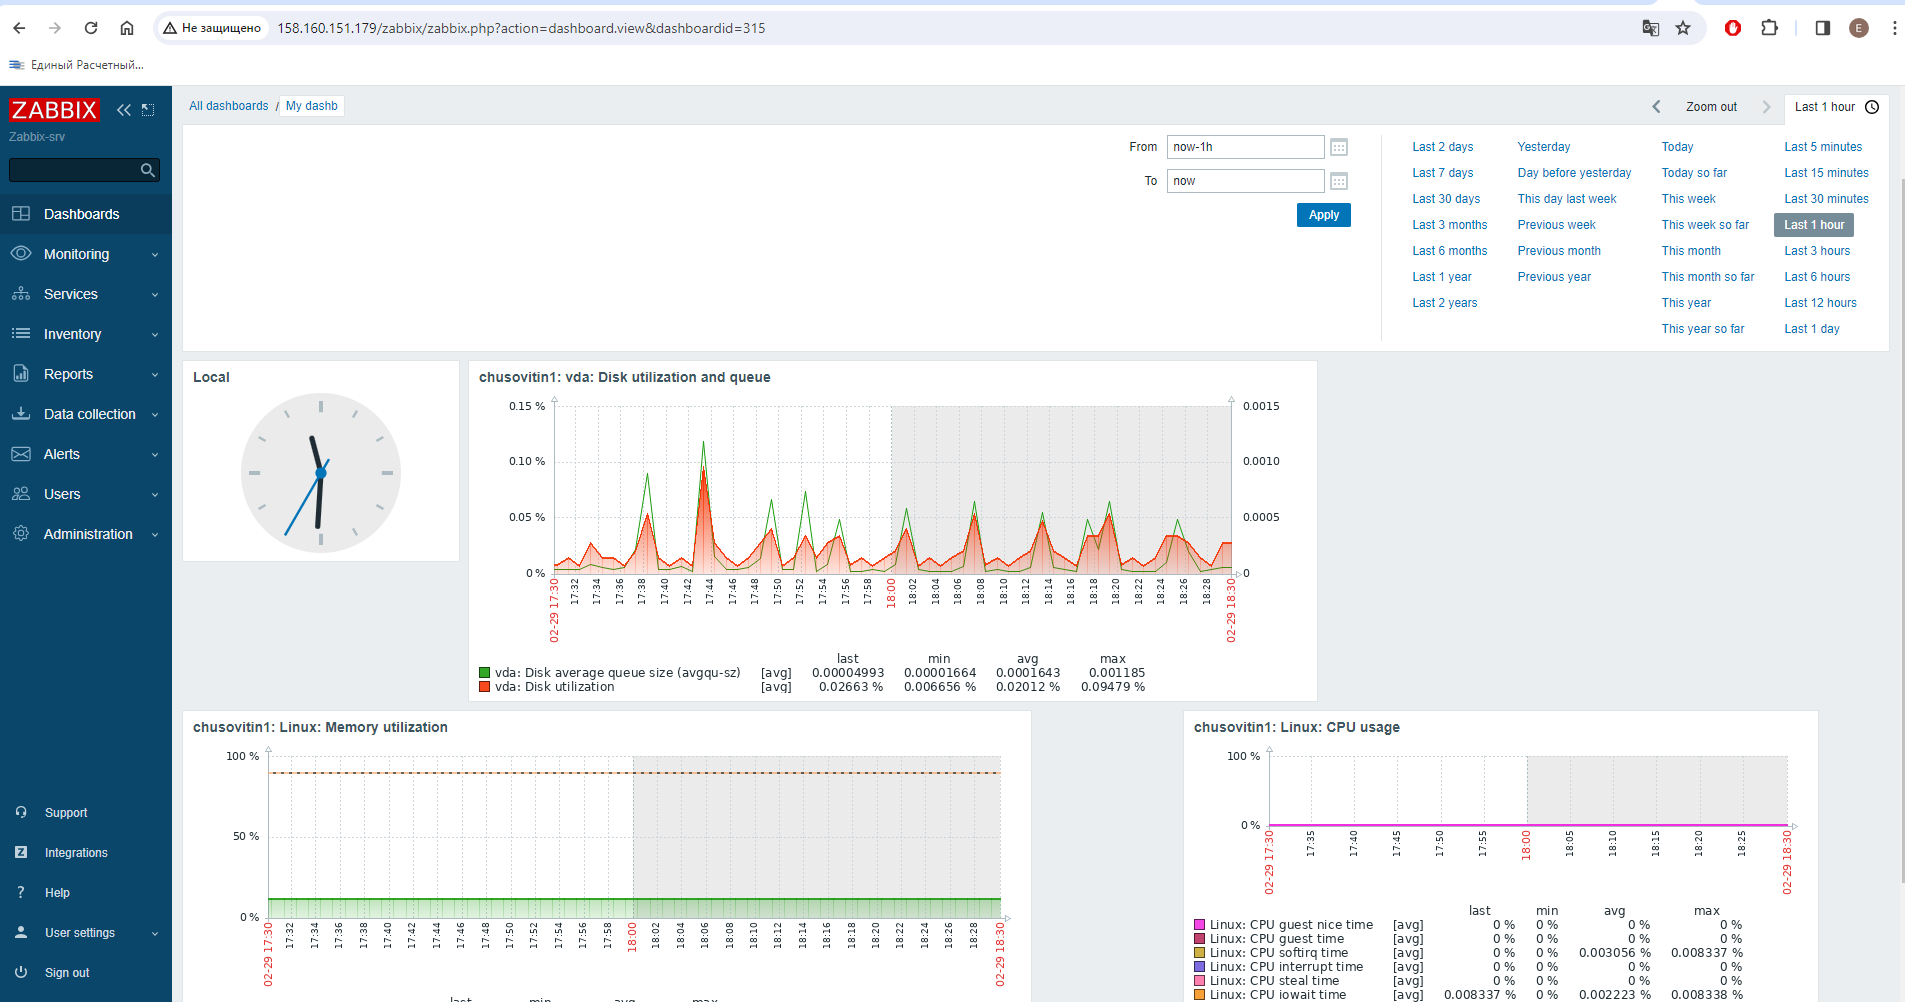 Не защищено
158.160.151.179/zabbix/zabbix.php?action=dashboard.view&dashboardid=315
E
Единый Расчетный...
ZABBIX
Zabbix-srv
Dashboards
Monitoring
Services
Inventory
Reports
Data collection
Alerts
Users
Administration
Support
Integrations
Help
User settings
Sign out
All dashboards / My dashb
Zoom out
Last 1 hour
From now-1h
To now
Apply
Last 2 days Yesterday Today Last 5 minutes
Last 7 days Day before yesterday Today so far Last 15 minutes
Last 30 days This day last week This week Last 30 minutes
Last 3 months Previous week This week so far Last 1 hour
Last 6 months Previous month This month Last 3 hours
Last 1 year Previous year This month so far Last 6 hours
Last 2 years This year Last 12 hours
This year so far Last 1 day
Local
chusovitin1: vda: Disk utilization and queue
0.15 % 0.0015
0.10 % 0.0010
0.05 % 0.0005
0 % 0
02-29 17:30 17:32 17:34 17:36 17:38 17:40 17:42 17:44 17:46 17:48 17:50 17:52 17:54 17:56 17:58 18:00 18:02 18:04 18:06 18:08 18:10 18:12 18:14 18:16 18:18 18:20 18:22 18:24 18:26 18:28 02-29 18:30
last min avg max
vda: Disk average queue size (avgqu-sz) [avg] 0.00004993 0.00001664 0.0001643 0.001185
vda: Disk utilization [avg] 0.02663 % 0.006656 % 0.02012 % 0.09479 %
chusovitin1: Linux: Memory utilization
100 %
50 %
0 %
02-29 17:30 17:32 17:34 17:36 17:38 17:40 17:42 17:44 17:46 17:48 17:50 17:52 17:54 17:56 17:58 18:00 18:02 18:04 18:06 18:08 18:10 18:12 18:14 18:16 18:18 18:20 18:22 18:24 18:26 18:28 02-29 18:30
last min avg max
chusovitin1: Linux: CPU usage
100 %
0 %
02-29 17:30 17:35 17:40 17:45 17:50 17:55 18:00 18:05 18:10 18:15 18:20 18:25 02-29 18:30
last min avg max
Linux: CPU guest nice time [avg] 0 % 0 % 0 % 0 %
Linux: CPU guest time [avg] 0 % 0 % 0 % 0 %
Linux: CPU softirq time [avg] 0 % 0 % 0.003056 % 0.008337 %
Linux: CPU interrupt time [avg] 0 % 0 % 0 % 0 %
Linux: CPU steal time [avg] 0 % 0 % 0 % 0 %
Linux: CPU iowait time [avg] 0.008337 % 0 % 0.002223 % 0.008338 %